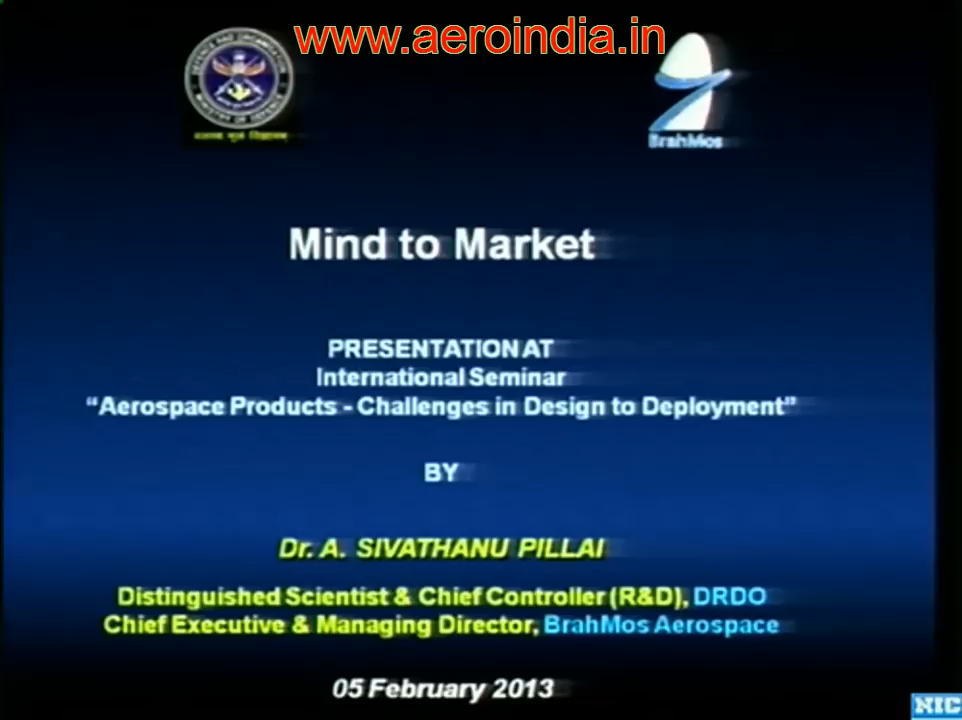 www.aeroindia.in
BrahMos
Mind to Market
PRESENTATION AT
International Seminar
“Aerospace Products - Challenges in Design to Deployment”
BY
Dr. A. SIVATHANU PILLAI
Distinguished Scientist & Chief Controller (R&D), DRDO
Chief Executive & Managing Director, BrahMos Aerospace
05 February 2013
NIC